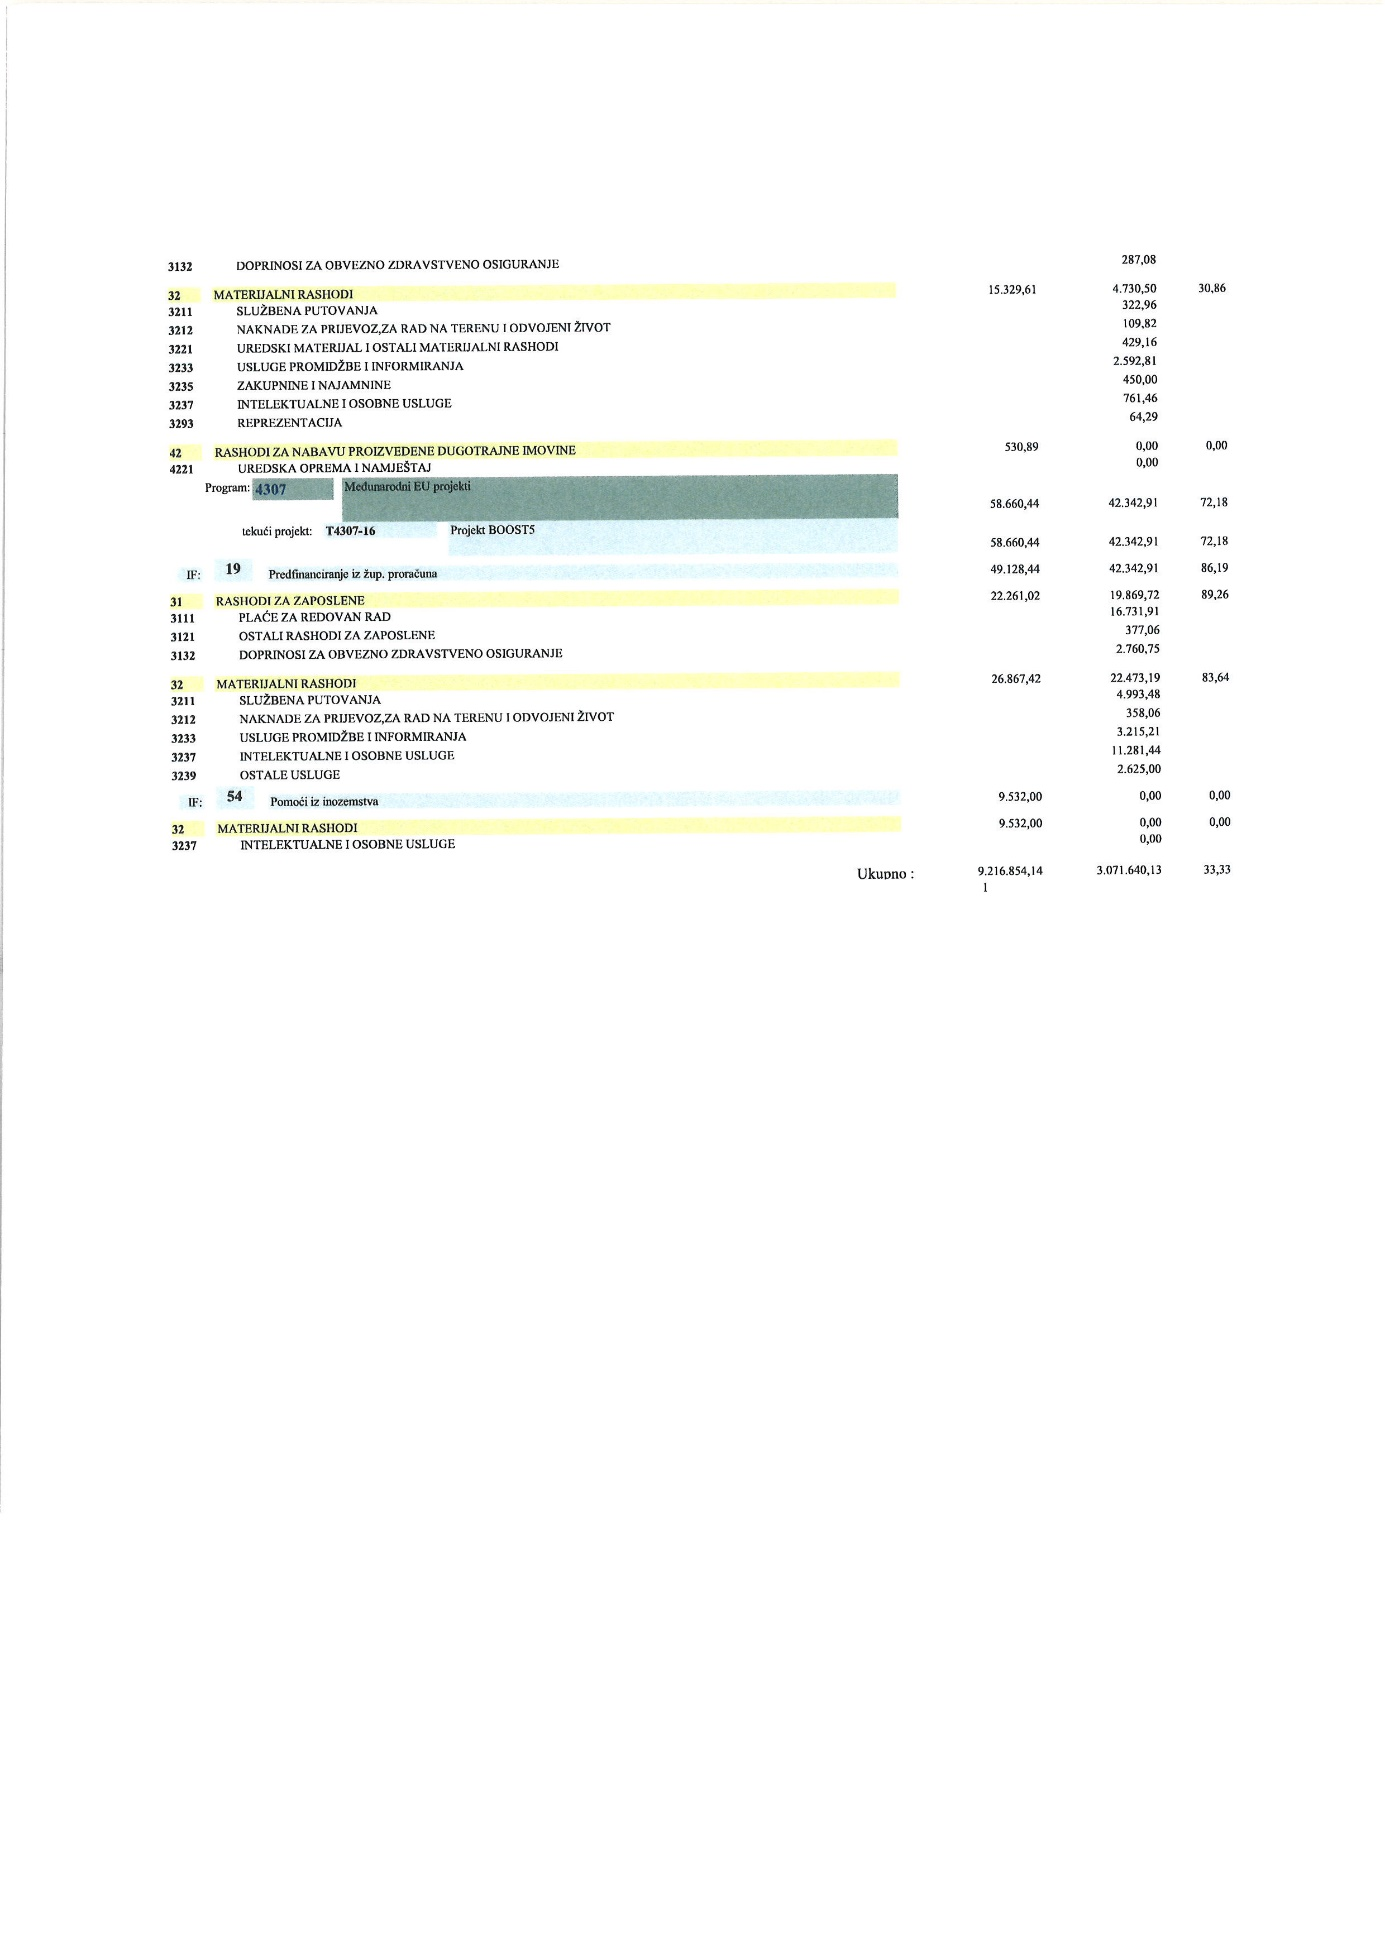 3132 DOPRINOSI ZA OBVEZNO ZDRAVSTVENO OSIGURANJE 287,08
32 MATERIJALNI RASHODI 15.329,61 4.730,50 30,86
3211 SLUŽBENA PUTOVANJA 322,96
3212 NAKNADE ZA PRIJEVOZ,ZA RAD NA TERENU I ODVOJENI ŽIVOT 109,82
3221 UREDSKI MATERIJAL I OSTALI MATERIJALNI RASHODI 429,16
3233 USLUGE PROMIDŽBE I INFORMIRANJA 2.592,81
3235 ZAKUPNINE I NAJAMNINE 450,00
3237 INTELEKTUALNE I OSOBNE USLUGE 761,46
3293 REPREZENTACIJA 64,29
42 RASHODI ZA NABAVU PROIZVEDENE DUGOTRAJNE IMOVINE 530,89 0,00 0,00
4221 UREDSKA OPREMA I NAMJEŠTAJ 0,00
Program: 4307 Međunarodni EU projekti 58.660,44 42.342,91 72,18
tekući projekt: T4307-16 Projekt BOOST5 58.660,44 42.342,91 72,18
IF: 19 Predfinanciranje iz žup. proračuna 49.128,44 42.342,91 86,19
31 RASHODI ZA ZAPOSLENE 22.261,02 19.869,72 89,26
3111 PLAĆE ZA REDOVAN RAD 16.731,91
3121 OSTALI RASHODI ZA ZAPOSLENE 377,06
3132 DOPRINOSI ZA OBVEZNO ZDRAVSTVENO OSIGURANJE 2.760,75
32 MATERIJALNI RASHODI 26.867,42 22.473,19 83,64
3211 SLUŽBENA PUTOVANJA 4.993,48
3212 NAKNADE ZA PRIJEVOZ,ZA RAD NA TERENU I ODVOJENI ŽIVOT 358,06
3233 USLUGE PROMIDŽBE I INFORMIRANJA 3.215,21
3237 INTELEKTUALNE I OSOBNE USLUGE 11.281,44
3239 OSTALE USLUGE 2.625,00
IF: 54 Pomoći iz inozemstva 9.532,00 0,00 0,00
32 MATERIJALNI RASHODI 9.532,00 0,00 0,00
3237 INTELEKTUALNE I OSOBNE USLUGE 0,00
Ukupno : 9.216.854,14 3.071.640,13 33,33
1